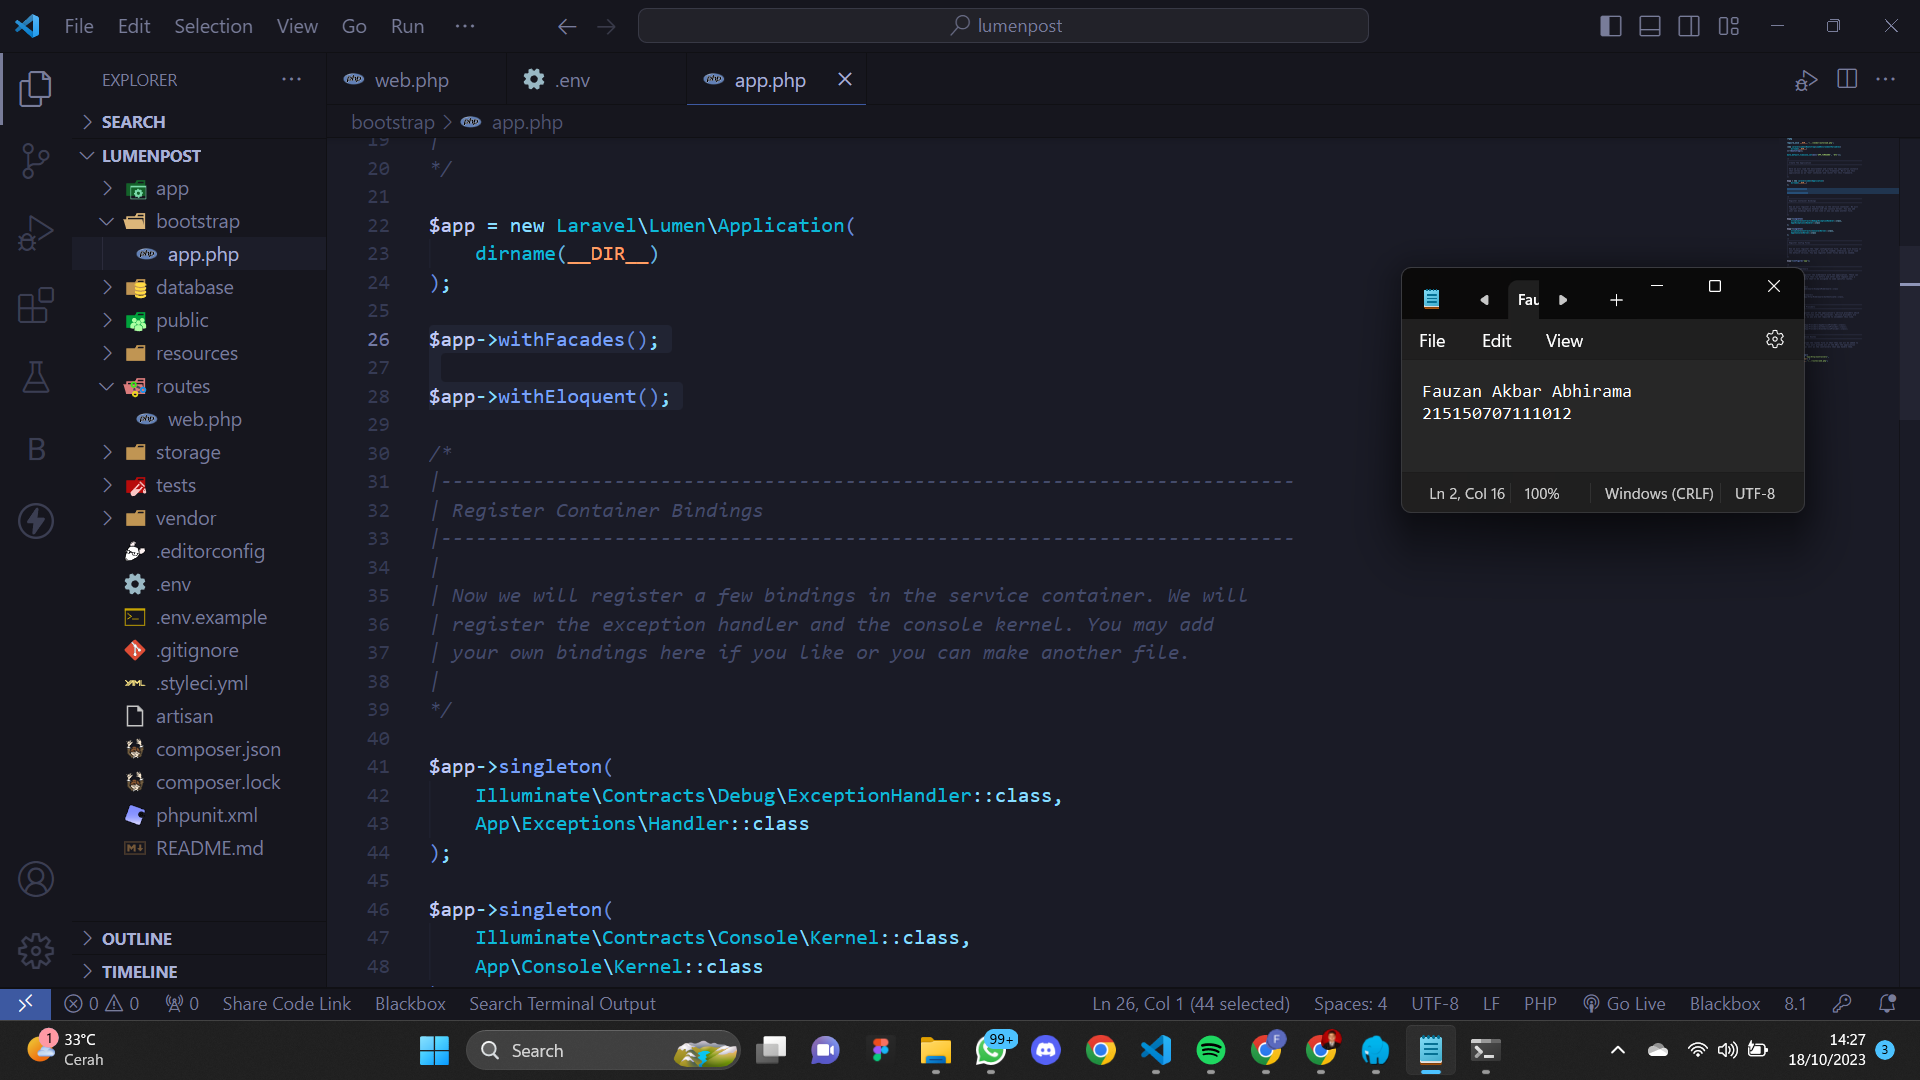 File Edit Selection View Go Run ···
lumenpost
EXPLORER ···
web.php
.env
app.php
bootstrap > app.php
SEARCH
LUMENPOST
app
bootstrap
app.php
database
public
resources
routes
web.php
storage
tests
vendor
.editorconfig
.env
.env.example
.gitignore
.styleci.yml
artisan
composer.json
composer.lock
phpunit.xml
README.md
OUTLINE
TIMELINE
19 |
20 */
21
22 $app = new Laravel\Lumen\Application(
23     dirname(__DIR__)
24 );
25
26 $app->withFacades();
27
28 $app->withEloquent();
29
30 /*
31 |--------------------------------------------------------------------------
32 | Register Container Bindings
33 |--------------------------------------------------------------------------
34 |
35 | Now we will register a few bindings in the service container. We will
36 | register the exception handler and the console kernel. You may add
37 | your own bindings here if you like or you can make another file.
38 |
39 */
40
41 $app->singleton(
42     Illuminate\Contracts\Debug\ExceptionHandler::class,
43     App\Exceptions\Handler::class
44 );
45
46 $app->singleton(
47     Illuminate\Contracts\Console\Kernel::class,
48     App\Console\Kernel::class
Fau
File Edit View
Fauzan Akbar Abhirama
215150707111012
Ln 2, Col 16 100% Windows (CRLF) UTF-8
0 0 0 Share Code Link Blackbox Search Terminal Output Ln 26, Col 1 (44 selected) Spaces: 4 UTF-8 LF PHP Go Live Blackbox 8.1
1 33°C
Cerah
Search
99+
F
14:27
18/10/2023
3